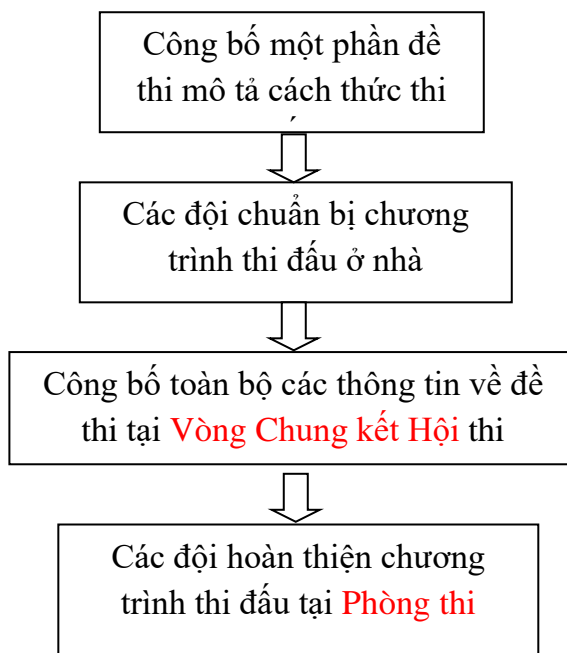 Công bố một phần đề
thi mô tả cách thức thi
Các đội chuẩn bị chương
trình thi đấu ở nhà
Công bố toàn bộ các thông tin về đề
thi tại Vòng Chung kết Hội thi
Các đội hoàn thiện chương
trình thi đấu tại Phòng thi